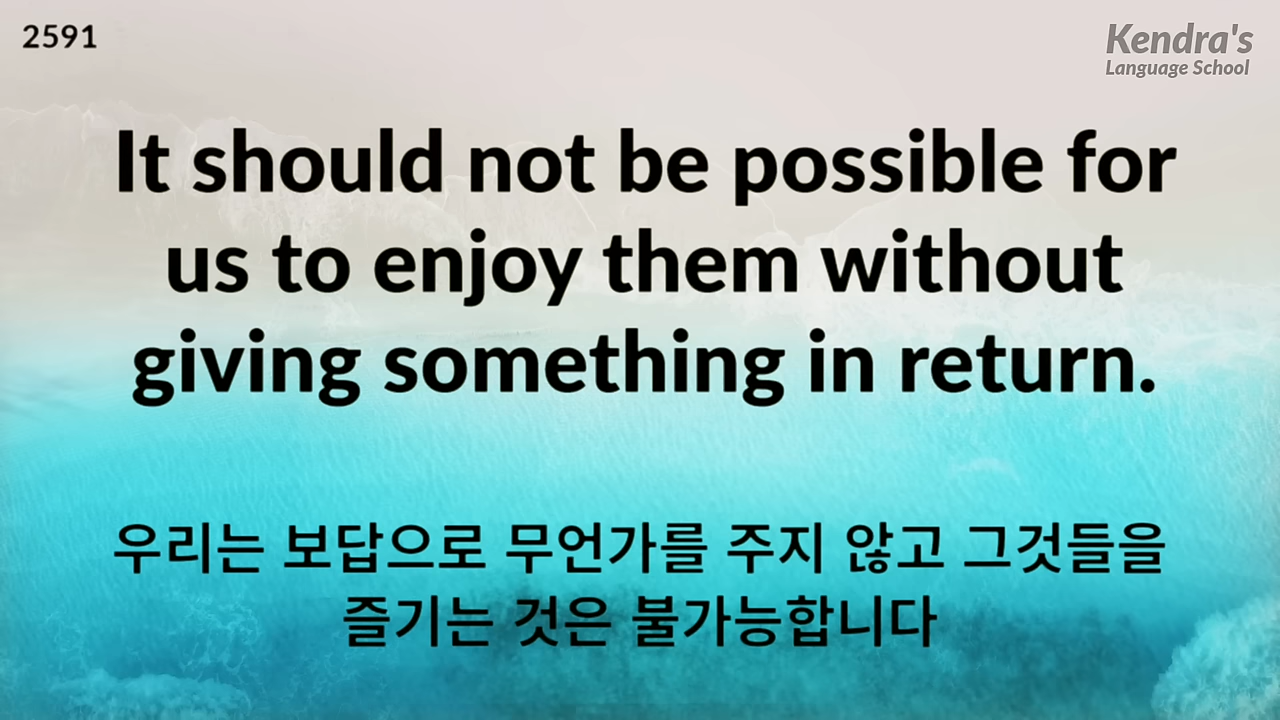 2591
Kendra's
Language School
It should not be possible for
us to enjoy them without
giving something in return.
우리는 보답으로 무언가를 주지 않고 그것들을
즐기는 것은 불가능합니다